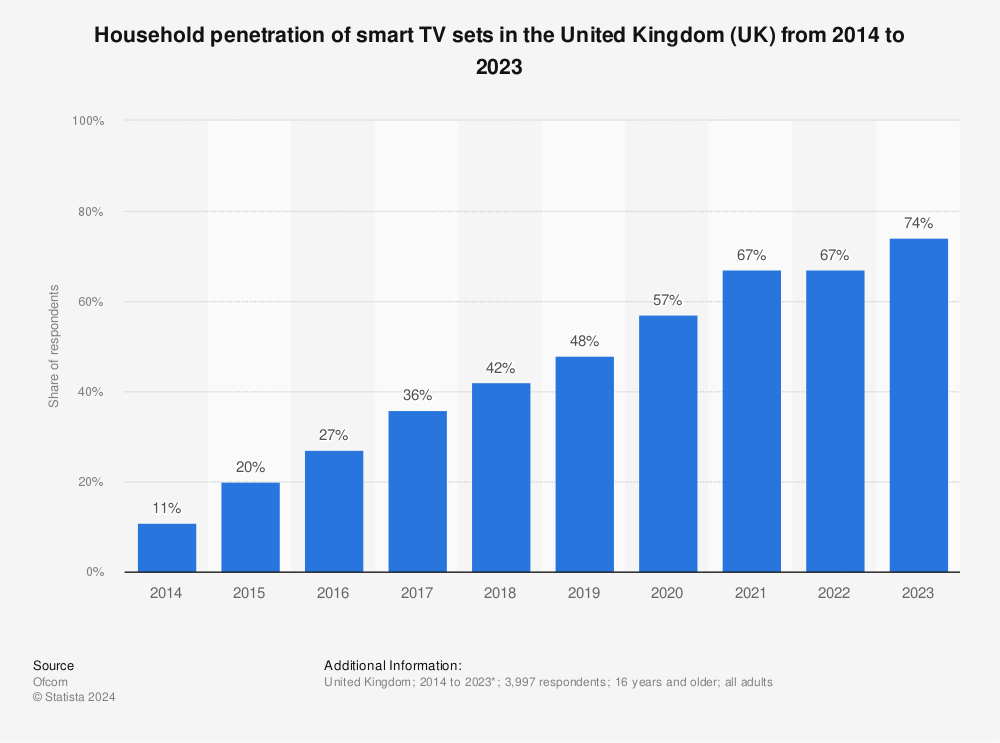 Household penetration of smart TV sets in the United Kingdom (UK) from 2014 to
2023
Share of respondents
100%
80%
60%
40%
20%
0%
11%
20%
27%
36%
42%
48%
57%
67%
67%
74%
2014 2015 2016 2017 2018 2019 2020 2021 2022 2023
Source
Ofcom
© Statista 2024
Additional Information:
United Kingdom; 2014 to 2023*; 3,997 respondents; 16 years and older; all adults